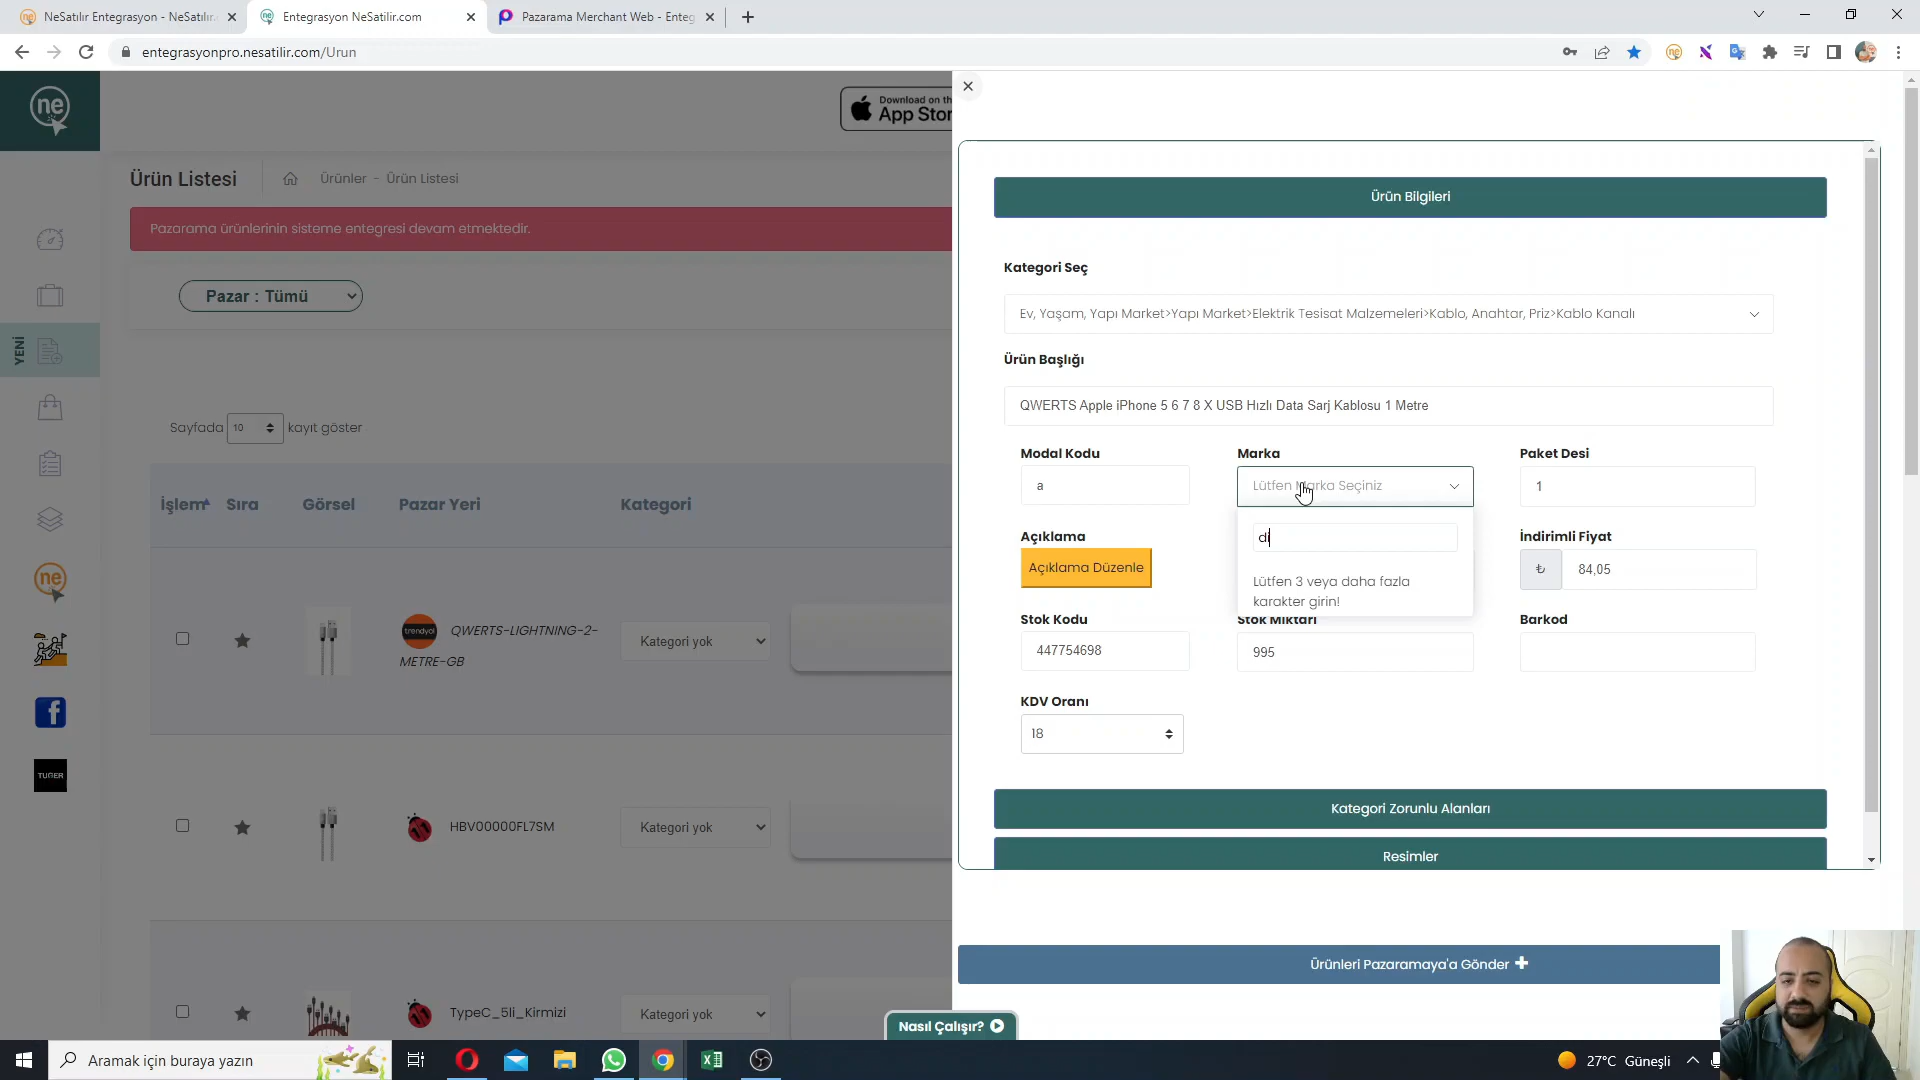 NeSatılır Entegrasyon - NeSatılır.
Entegrasyon NeSatilir.com
Pazarama Merchant Web - Enteg
entegrasyonpro.nesatilir.com/Urun
ne
Download on the
App Stor
Ürün Listesi
Ürünler - Ürün Listesi
Pazarama ürünlerinin sisteme entegresi devam etmektedir.
Pazar : Tümü
YENİ
Sayfada 10 kayıt göster
İşlem Sıra Görsel Pazar Yeri Kategori
trendyol QWERTS-LIGHTNING-2-
METRE-GB
Kategori yok
HBV00000FL7SM
Kategori yok
TypeC_5li_Kirmizi
Kategori yok
ne
f
TUGER
Ürün Bilgileri
Kategori Seç
Ev, Yaşam, Yapı Market>Yapı Market>Elektrik Tesisat Malzemeleri>Kablo, Anahtar, Priz>Kablo Kanalı
Ürün Başlığı
QWERTS Apple iPhone 5 6 7 8 X USB Hızlı Data Sarj Kablosu 1 Metre
Modal Kodu Marka Paket Desi
a Lütfen Marka Seçiniz 1
di
Lütfen 3 veya daha fazla
karakter girin!
Açıklama İndirimli Fiyat
Açıklama Düzenle ₺ 84,05
Stok Kodu Stok Miktarı Barkod
447754698 995
KDV Oranı
18
Kategori Zorunlu Alanları
Resimler
Ürünleri Pazaramaya'a Gönder +
Nasıl Çalışır?
Aramak için buraya yazın
27°C Güneşli